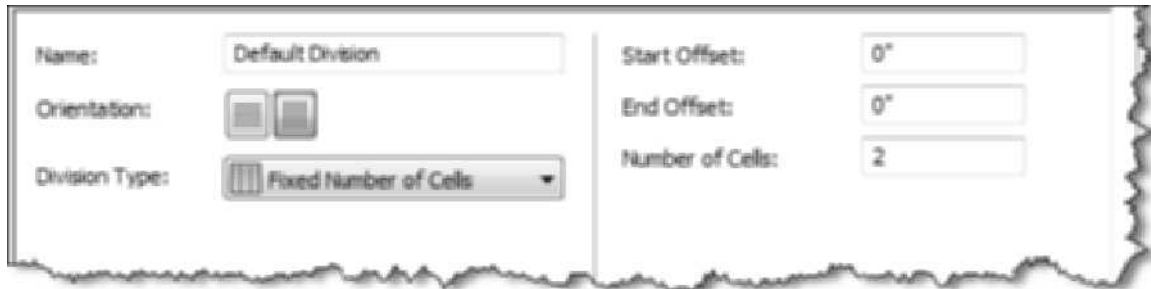 Name: Default Division
Orientation:
Division Type: Fixed Number of Cells
Start Offset: 0"
End Offset: 0"
Number of Cells: 2